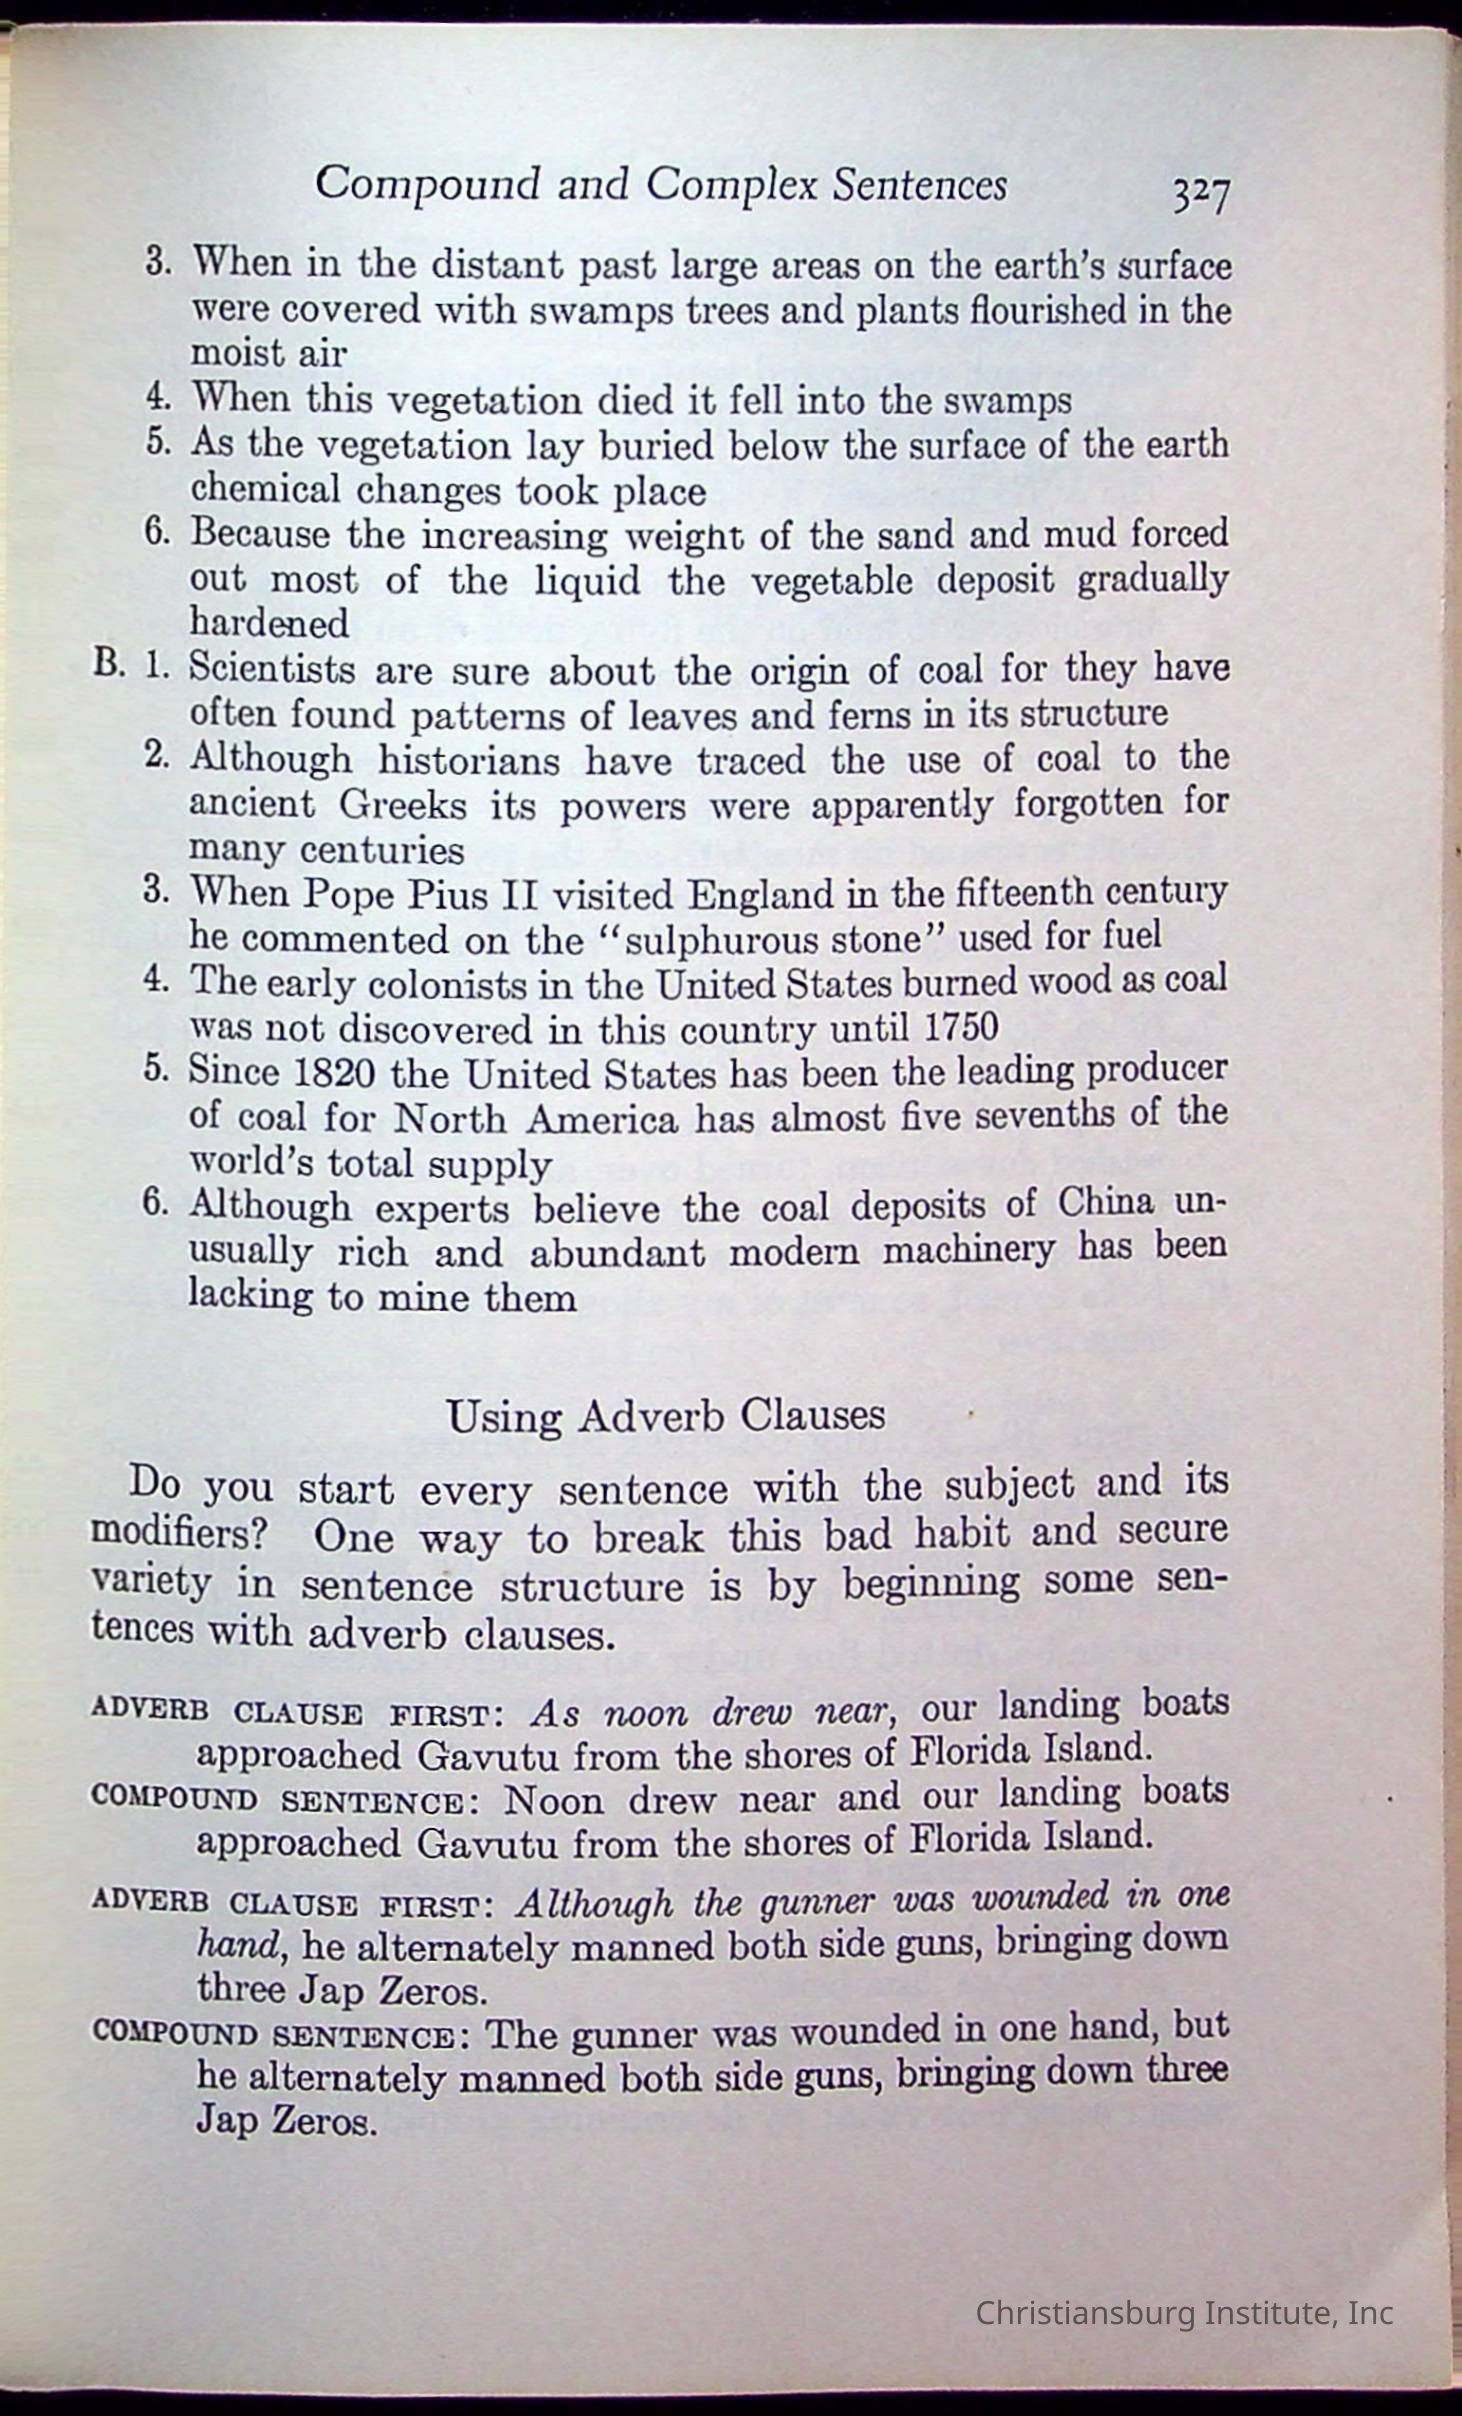 Compound and Complex Sentences 327
3. When in the distant past large areas on the earth's surface
were covered with swamps trees and plants flourished in the
moist air
4. When this vegetation died it fell into the swamps
5. As the vegetation lay buried below the surface of the earth
chemical changes took place
6. Because the increasing weight of the sand and mud forced
out most of the liquid the vegetable deposit gradually
hardened
B. 1. Scientists are sure about the origin of coal for they have
often found patterns of leaves and ferns in its structure
2. Although historians have traced the use of coal to the
ancient Greeks its powers were apparently forgotten for
many centuries
3. When Pope Pius II visited England in the fifteenth century
he commented on the “sulphurous stone” used for fuel
4. The early colonists in the United States burned wood as coal
was not discovered in this country until 1750
5. Since 1820 the United States has been the leading producer
of coal for North America has almost five sevenths of the
world's total supply
6. Although experts believe the coal deposits of China un-
usually rich and abundant modern machinery has been
lacking to mine them
Using Adverb Clauses
Do you start every sentence with the subject and its
modifiers? One way to break this bad habit and secure
variety in sentence structure is by beginning some sen-
tences with adverb clauses.
ADVERB CLAUSE FIRST: As noon drew near, our landing boats
approached Gavutu from the shores of Florida Island.
COMPOUND SENTENCE: Noon drew near and our landing boats
approached Gavutu from the shores of Florida Island.
ADVERB CLAUSE FIRST: Although the gunner was wounded in one
hand, he alternately manned both side guns, bringing down
three Jap Zeros.
COMPOUND SENTENCE: The gunner was wounded in one hand, but
he alternately manned both side guns, bringing down three
Jap Zeros.
Christiansburg Institute, Inc